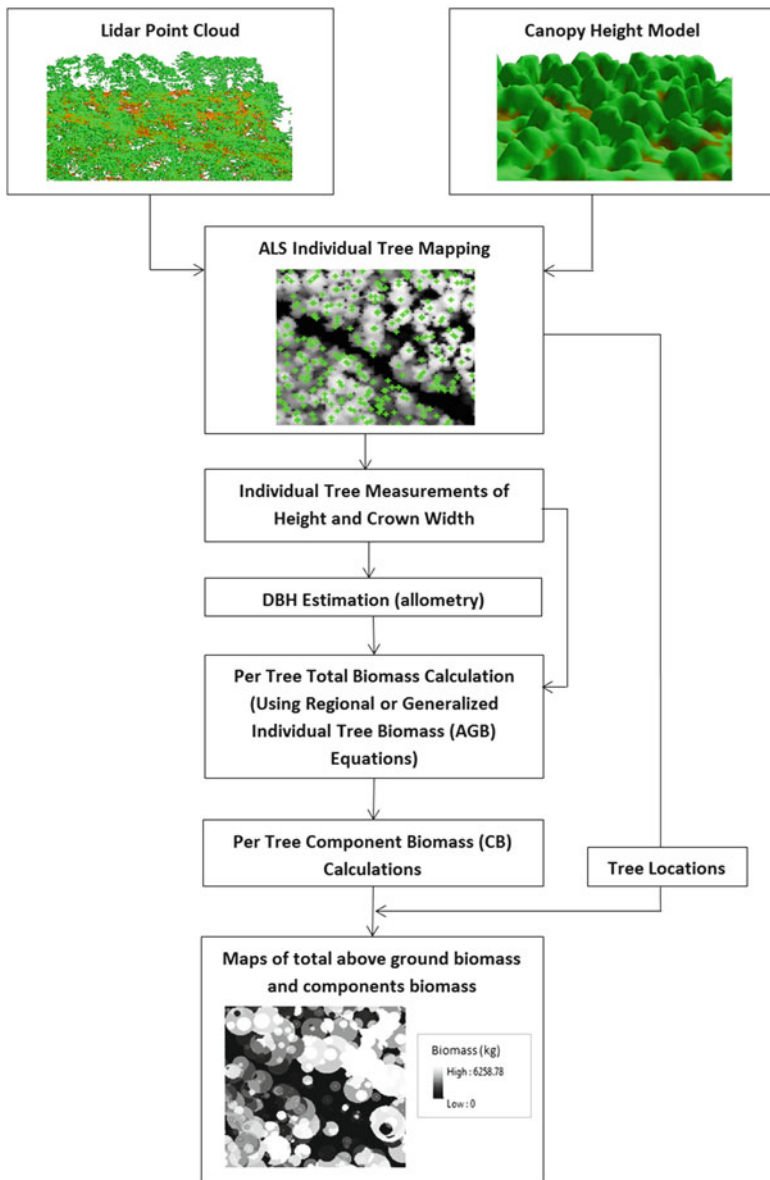 Lidar Point Cloud
Canopy Height Model
ALS Individual Tree Mapping
Individual Tree Measurements of
Height and Crown Width
DBH Estimation (allometry)
Per Tree Total Biomass Calculation
(Using Regional or Generalized
Individual Tree Biomass (AGB)
Equations)
Per Tree Component Biomass (CB)
Calculations
Tree Locations
Maps of total above ground biomass
and components biomass
Biomass (kg)
High : 6258.78
Low : 0